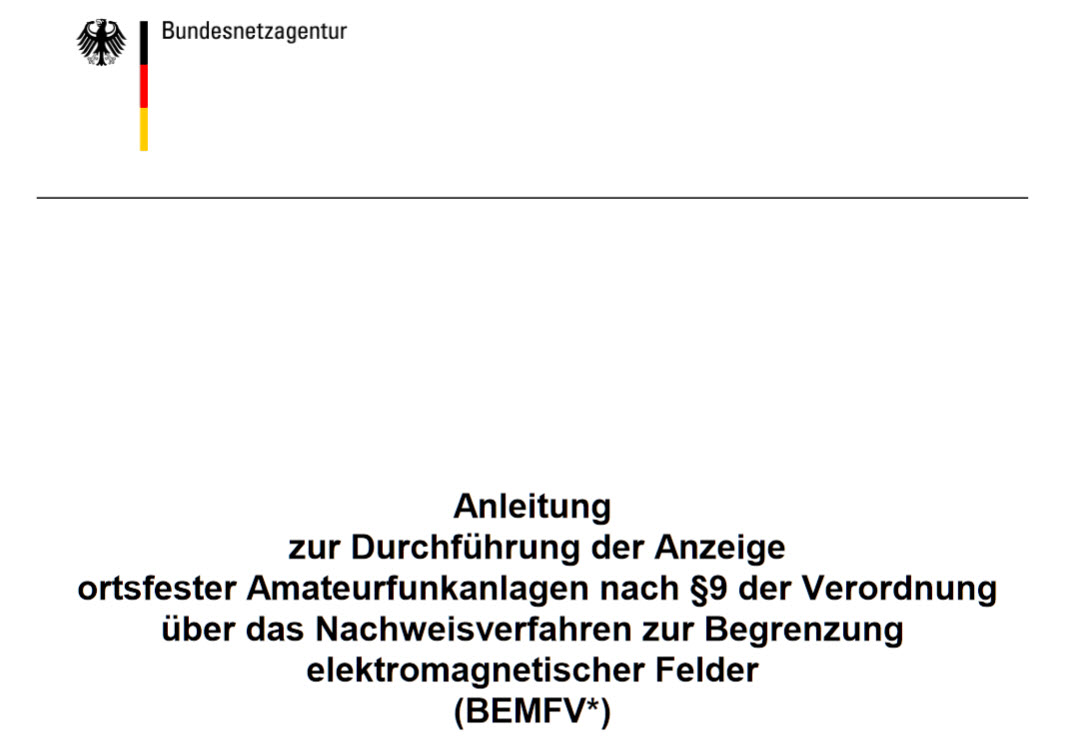 Bundesnetzagentur
Anleitung
zur Durchführung der Anzeige
ortsfester Amateurfunkanlagen nach §9 der Verordnung
über das Nachweisverfahren zur Begrenzung
elektromagnetischer Felder
(BEMFV*)